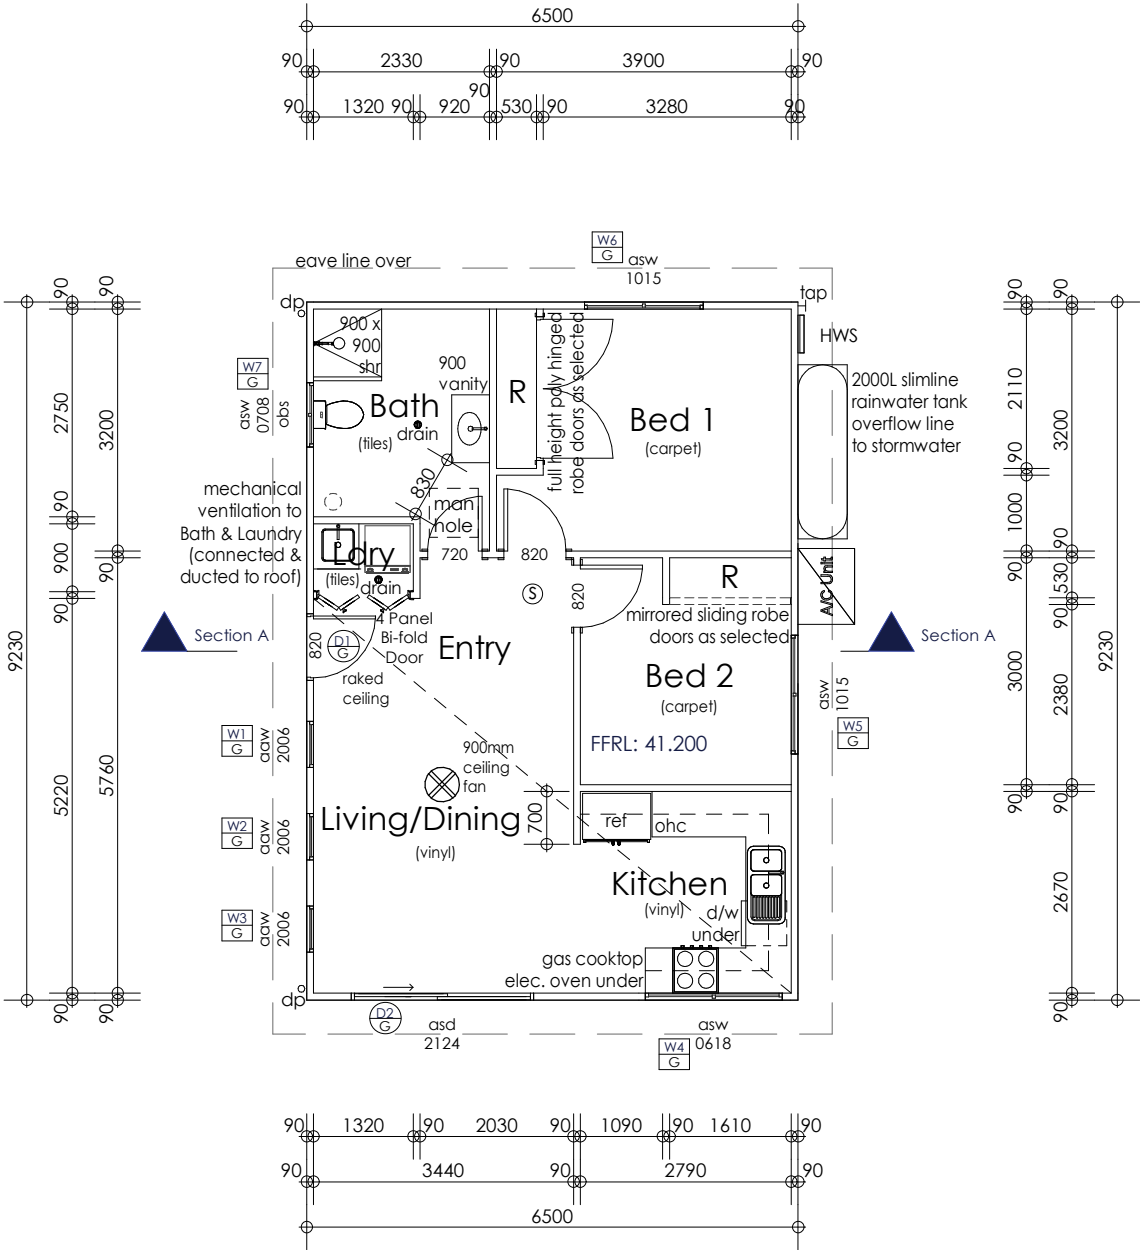 6500
90 2330 90 3900 90
90
90 1320 90 920 530 90 3280 90
W6
G
asw
1015
eave line over
dp
tap
HWS
900 x
900
shr
900
vanity
W7
G
asw
0708
obs
Bath
drain
(tiles)
R
full height poly hinged
robe doors as selected
Bed 1
(carpet)
2000L slimline
rainwater tank
overflow line
to stormwater
830
man
hole
mechanical
ventilation to
Bath & Laundry
(connected &
ducted to roof)
Ldry
(tiles)
drain
720
820
S
820
R
A/C Unit
mirrored sliding robe
doors as selected
4 Panel
Bi-fold
Door
820
D1
G
Entry
raked
ceiling
Section A
Section A
Bed 2
(carpet)
FFRL: 41.200
asw
1015
W5
G
W1
G
aaw
2006
900mm
ceiling
fan
W2
G
aaw
2006
Living/Dining
(vinyl)
700
ref
ohc
Kitchen
(vinyl)
d/w
under
W3
G
aaw
2006
gas cooktop
elec. oven under
dp
D2
G
asd
2124
asw
0618
W4
G
9230
90
2750
90
900
90
5220
90
90
3200
90
5760
90
90
2110
90
1000
90
3000
90
90
3200
90
530
90
2380
90
2670
90
9230
90 1320 90 2030 90 1090 90 1610 90
90 3440 90 2790 90
6500